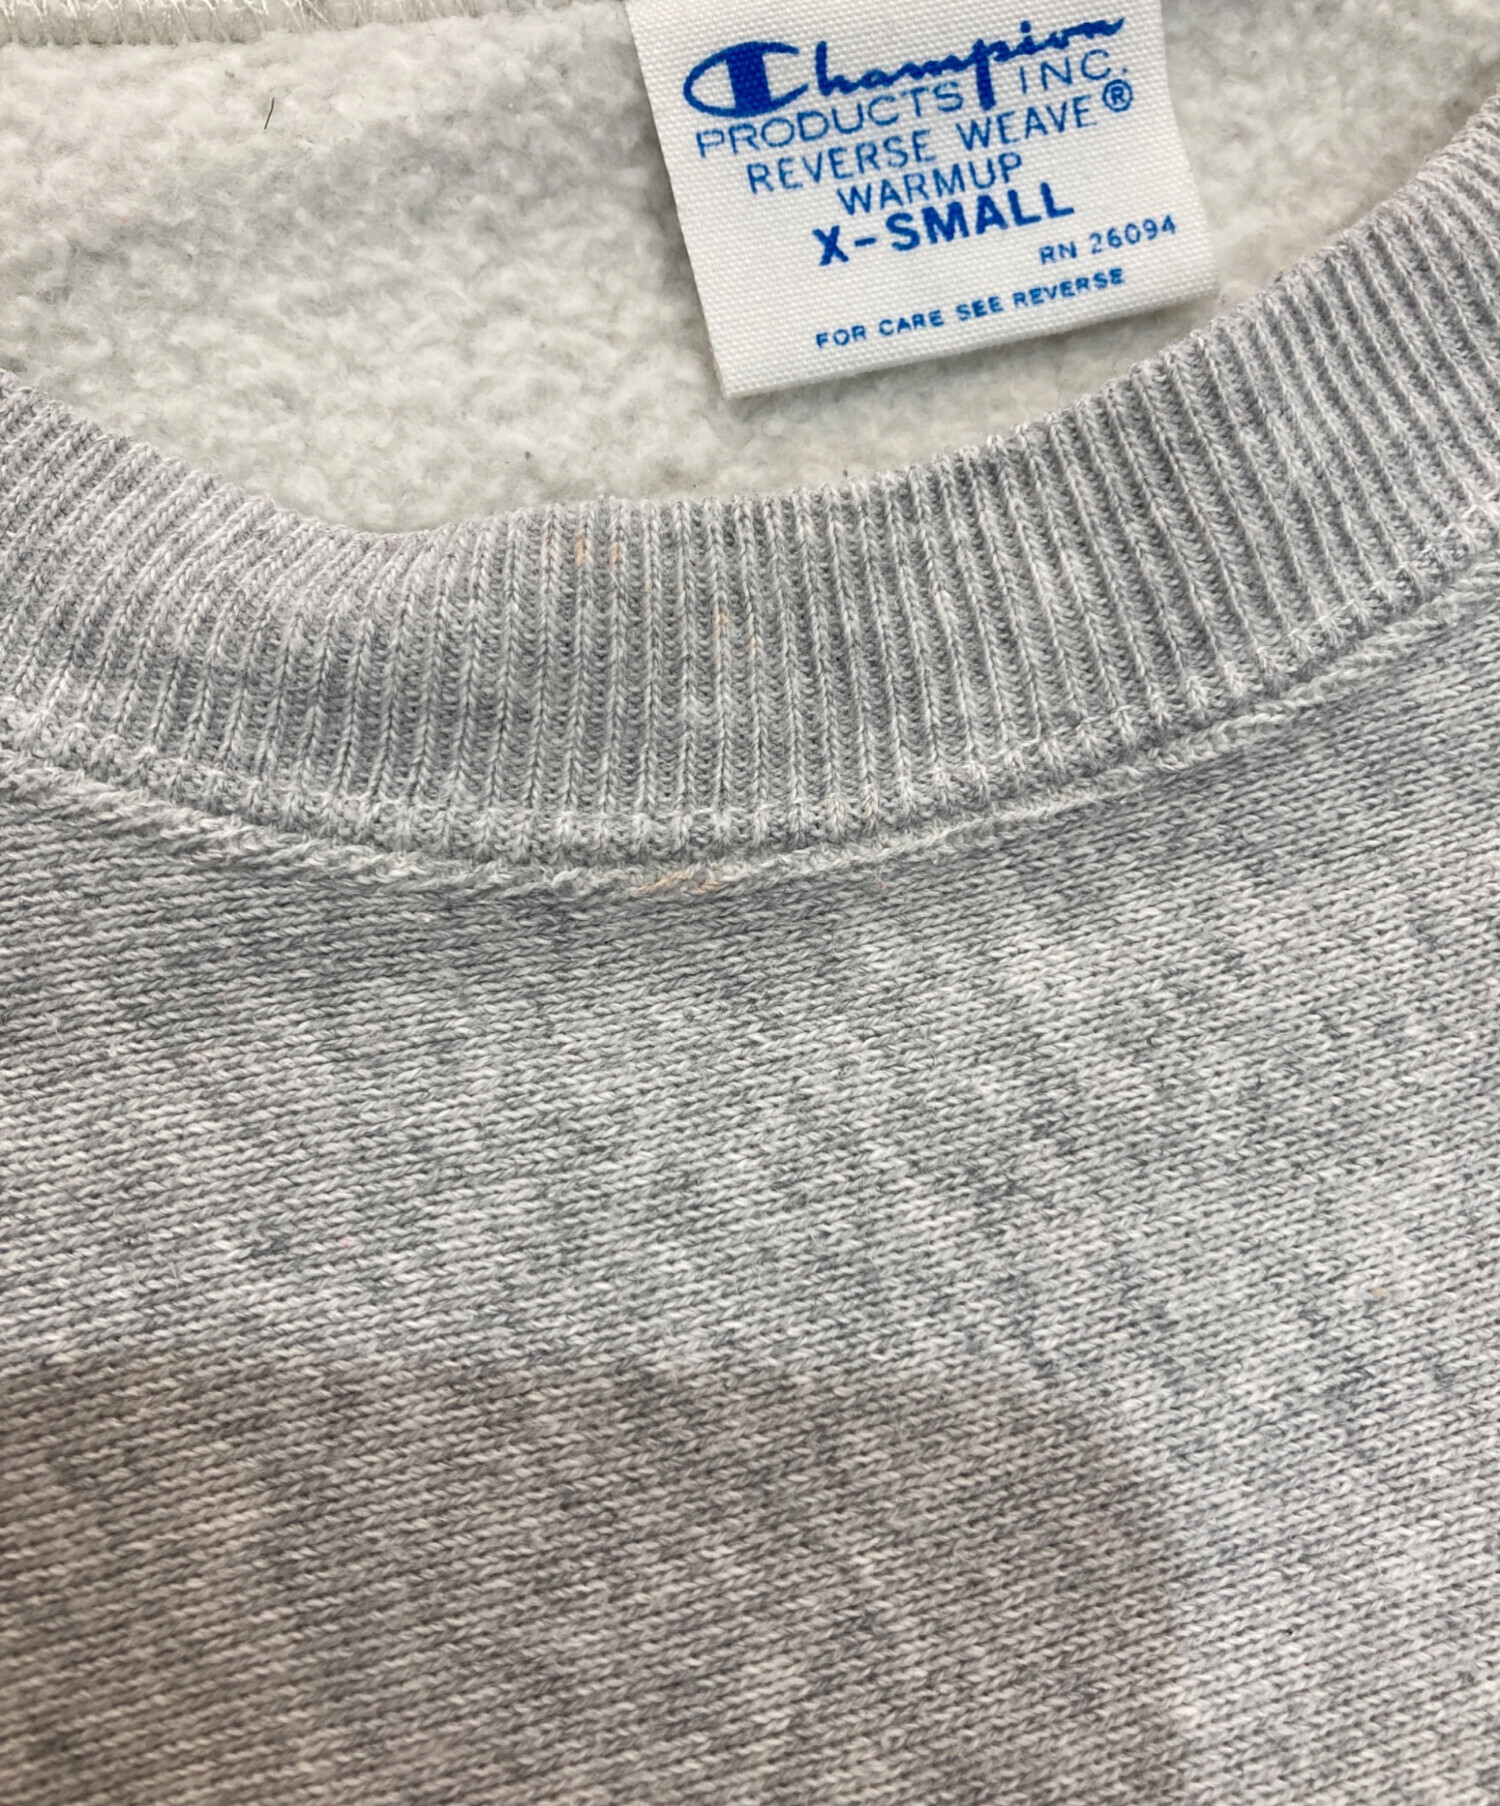 Champion
PRODUCTS INC.
REVERSE WEAVE®
WARMUP
X-SMALL
RN 26094
FOR CARE SEE REVERSE